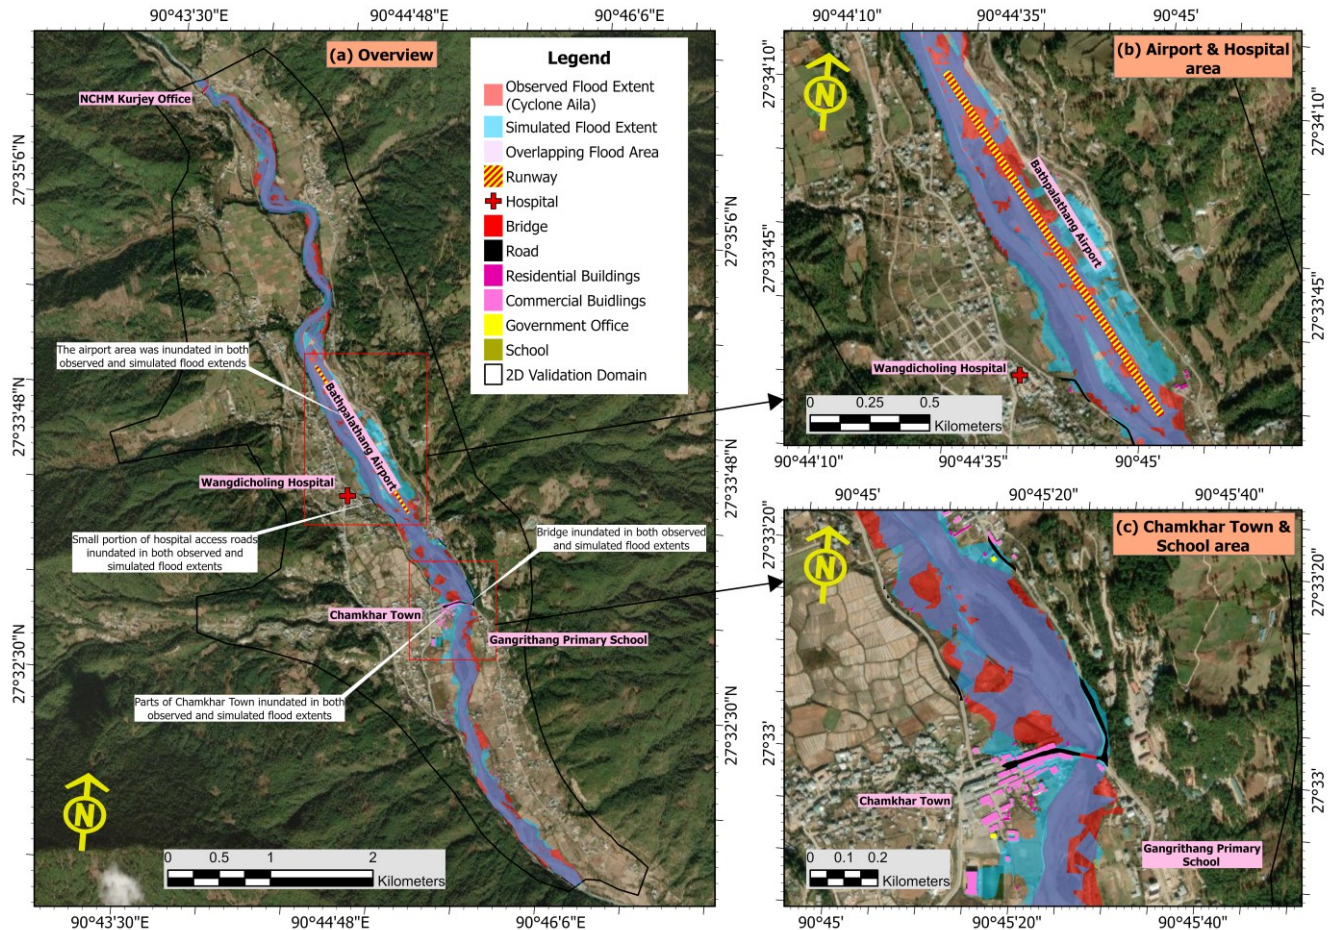 90°43'30"E
90°44'48"E
90°46'6"E
(a) Overview
NCHM Kurjey Office
27°35'6"N
27°33'48"N
27°32'30"N
The airport area was inundated in both
observed and simulated flood extends
Bathpalathang Airport
Wangdicholing Hospital
Small portion of hospital access roads
inundated in both observed and
simulated flood extents
Bridge inundated in both observed
and simulated flood extents
Chamkhar Town
Gangrithang Primary School
Parts of Chamkhar Town inundated in both
observed and simulated flood extents
N
0 0.5 1 2
Kilometers
27°35'6"N
27°33'48"N
27°32'30"N
90°43'30"E
90°44'48"E
90°46'6"E
Legend
Observed Flood Extent
(Cyclone Aila)
Simulated Flood Extent
Overlapping Flood Area
Runway
Hospital
Bridge
Road
Residential Buildings
Commercial Buidlings
Government Office
School
2D Validation Domain
90°44'10"
90°44'35"
90°45'
(b) Airport & Hospital
area
N
27°34'10"
27°33'45"
Bathpalathang Airport
Wangdicholing Hospital
0 0.25 0.5
Kilometers
27°34'10"
27°33'45"
90°44'10"
90°44'35"
90°45'
90°45'
90°45'20"
90°45'40"
(c) Chamkhar Town &
School area
N
27°33'20"
27°33'
Chamkhar Town
Gangrithang Primary
School
0 0.1 0.2
Kilometers
27°33'20"
27°33'
90°45'
90°45'20"
90°45'40"